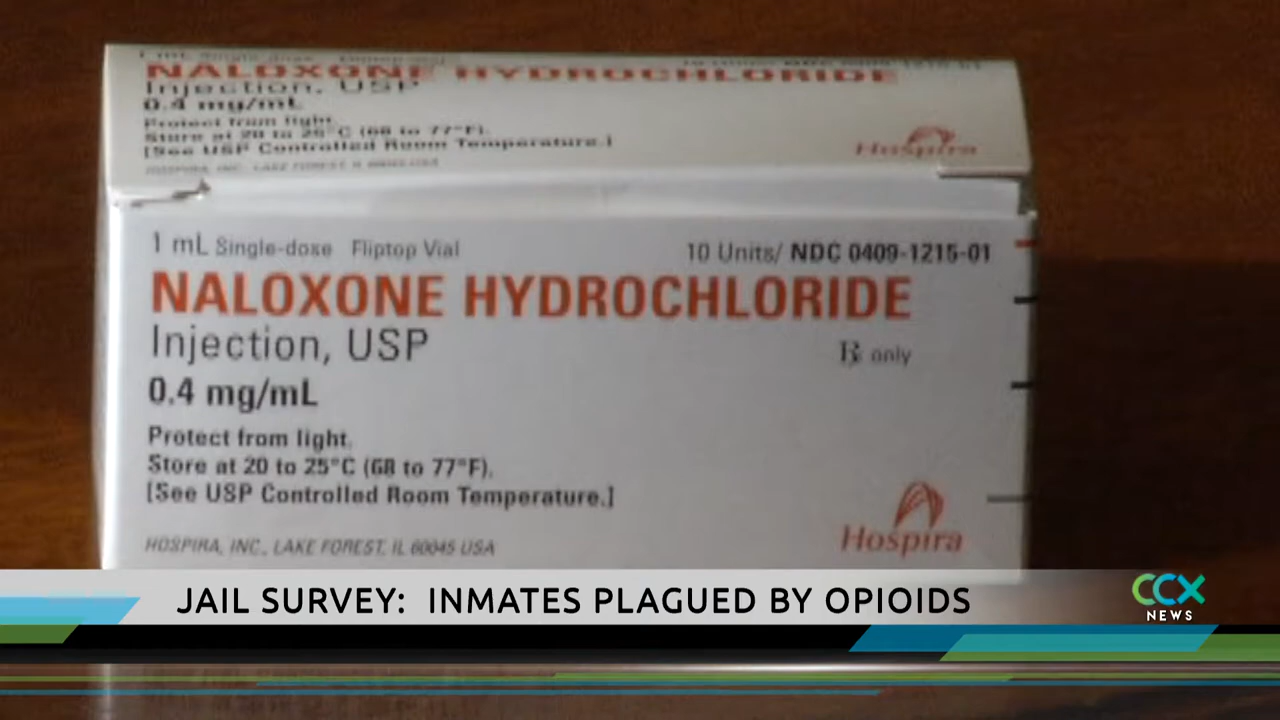 NALOXONE HYDROCHLORIDE
Injection, USP
0.4 mg/mL
Protect from light.
Store at 20 to 25°C (68 to 77°F).
[See USP Controlled Room Temperature.]
Hospira
1 mL Single-dose Fliptop Vial
10 Units/ NDC 0409-1215-01
NALOXONE HYDROCHLORIDE
Injection, USP
Rx only
0.4 mg/mL
Protect from light.
Store at 20 to 25°C (68 to 77°F).
[See USP Controlled Room Temperature.]
Hospira
HOSPIRA, INC., LAKE FOREST, IL 60045 USA
JAIL SURVEY: INMATES PLAGUED BY OPIOIDS
CCX
NEWS